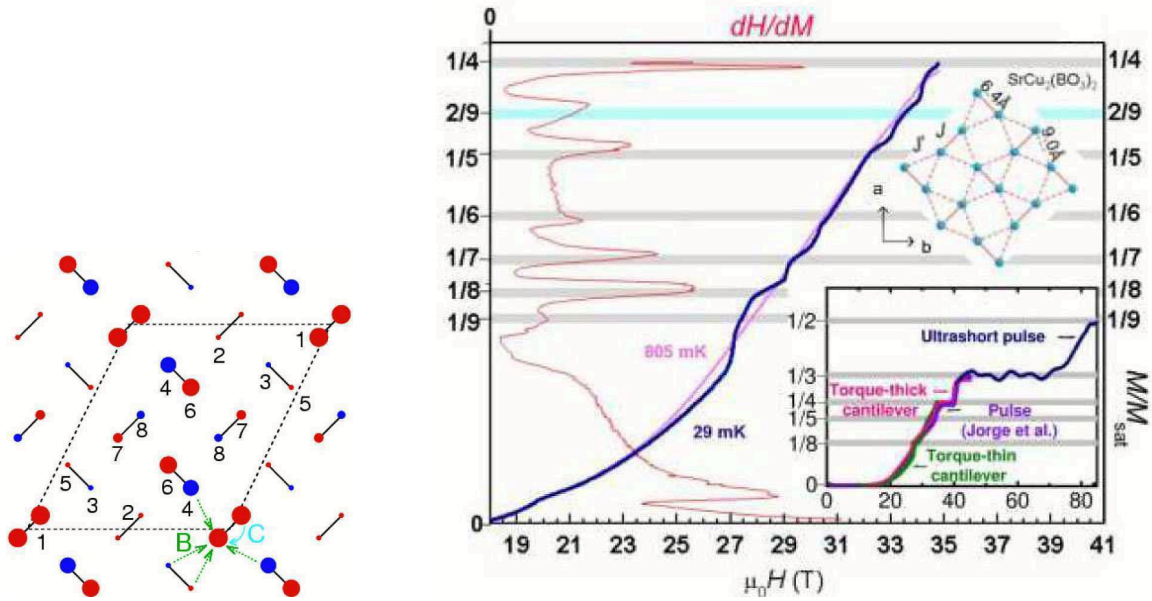 1
2
3
5
4
6
8
7
7
8
6
4
5
3
2
1
B
C
0
dH/dM
1/4
2/9
1/5
1/6
1/7
1/8
1/9
0
1/4
2/9
1/5
1/6
1/7
1/8
1/9
M/Msat
SrCu2(BO3)2
6.4Å
9.0Å
J
J'
a
b
805 mK
29 mK
1/2
1/3
1/4
1/5
1/8
0
Ultrashort pulse
Torque-thick
cantilever
Pulse
(Jorge et al.)
Torque-thin
cantilever
0 20 40 60 80
19 21 23 25 27 29 31 33 35 37 39 41
μ0H (T)